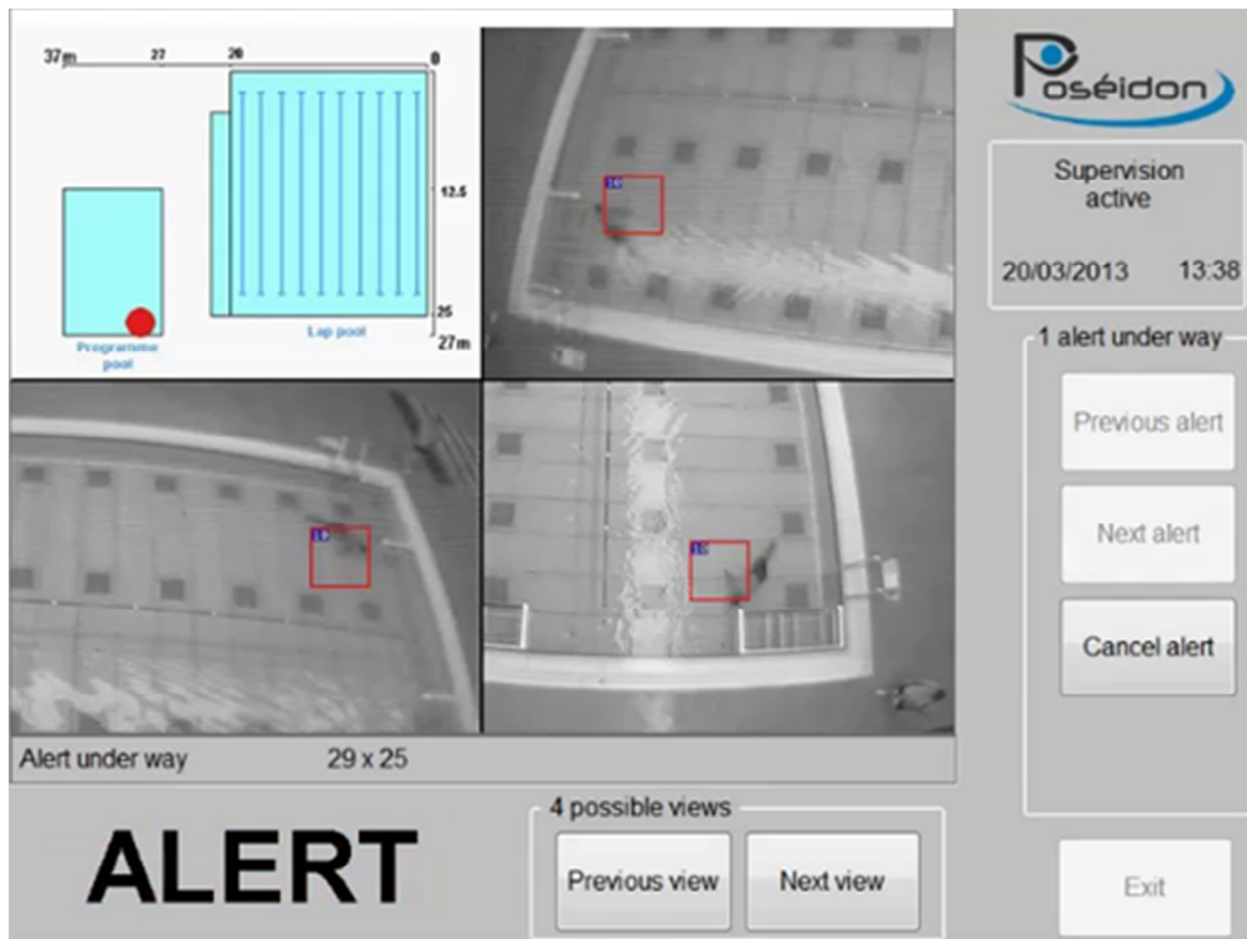 37m
27
20
0
12.5
25
27m
Lap pool
Programme
pool
Poséidon
Supervision
active
20/03/2013 13:38
1 alert under way
Previous alert
Next alert
Cancel alert
Alert under way 29 x 25
ALERT
4 possible views
Previous view
Next view
Exit